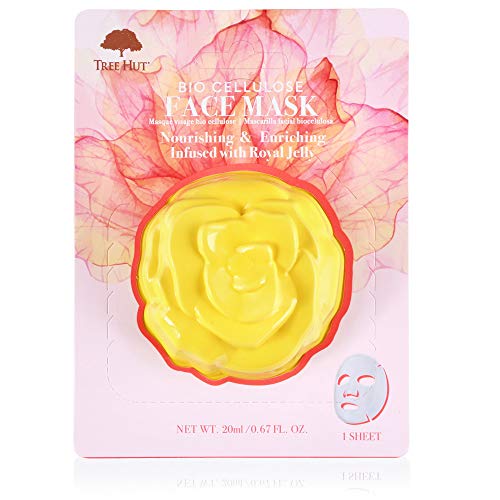 TREE HUT®
BIO CELLULOSE
FACE MASK
Masque visage bio cellulose / Mascarilla facial biocelulosa
Nourishing & Enriching
Infused with Royal Jelly
NET WT. 20ml/0.67 FL. OZ.
1 SHEET